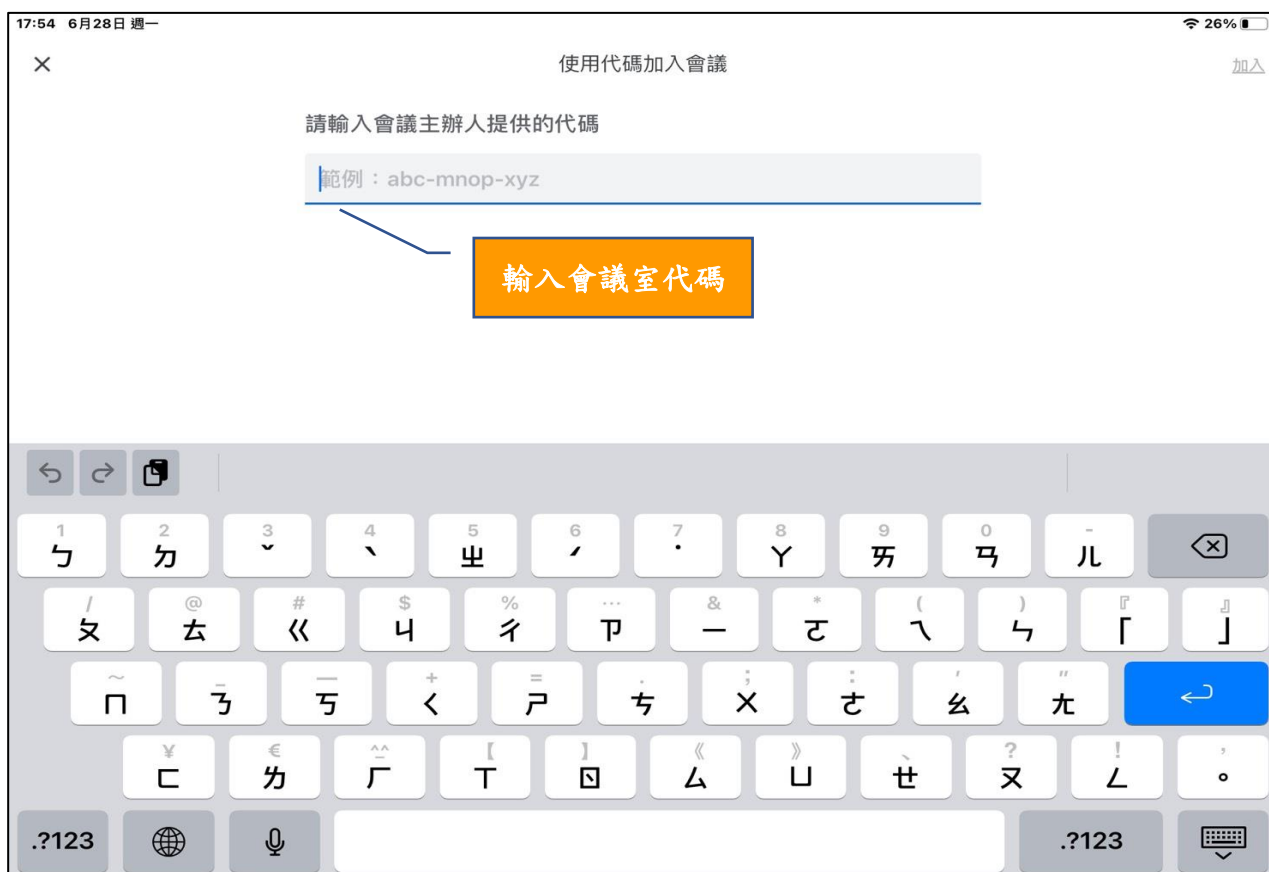 17:54 6月28日 週一
26%
使用代碼加入會議
加入
請輸入會議主辦人提供的代碼
範例：abc-mnop-xyz
輸入會議室代碼
1 2 3 4 5 6 7 8 9 0 -
ㄅ ㄉ ˇ ˋ ㄓ ˊ ˙ ㄚ ㄞ ㄢ ㄦ
/ @ # $ % … & * ( ) 『 』
ㄆ ㄊ ㄍ ㄐ ㄔ ㄗ ㄧ ㄛ ㄟ ㄣ 「 」
～ _ — + = . ; : ' "
ㄇ ㄋ ㄎ ㄑ ㄕ ㄘ ㄨ ㄜ ㄠ ㄤ
¥ € ^^ 【 】 《 》 、 ? ! ，
ㄈ ㄌ ㄏ ㄒ ㄖ ㄙ ㄩ ㄝ ㄡ ㄥ 。
.?123 .?123